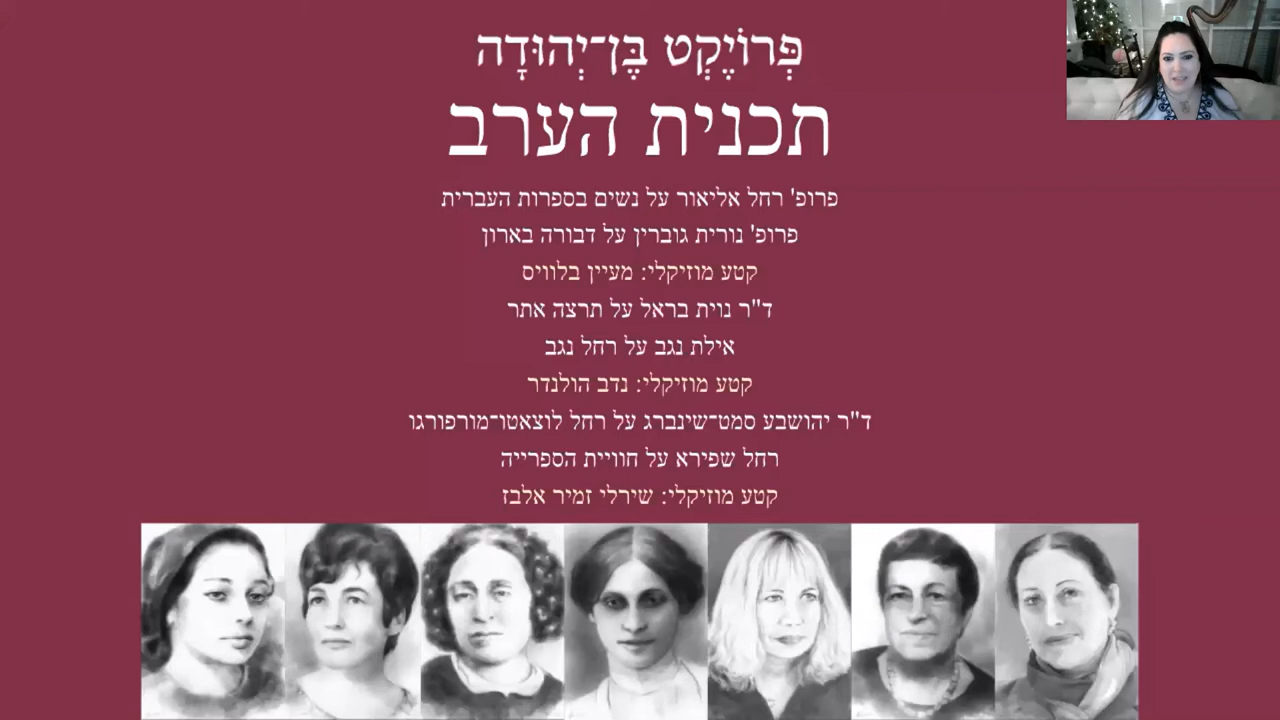 פְּרוֹיֶקְט בֶּן־יְהוּדָה
תכנית הערב
פרופ' רחל אליאור על נשים בספרות העברית
פרופ' נורית גוברין על דבורה בארון
קטע מוזיקלי: מעיין בלוויס
ד"ר נוית בראל על תרצה אתר
אילת נגב על רחל נגב
קטע מוזיקלי: נדב הולנדר
ד"ר יהושבע סמט־שינברג על רחל לוצאטו־מורפורגו
רחל שפירא על חוויית הספרייה
קטע מוזיקלי: שירלי זמיר אלבז